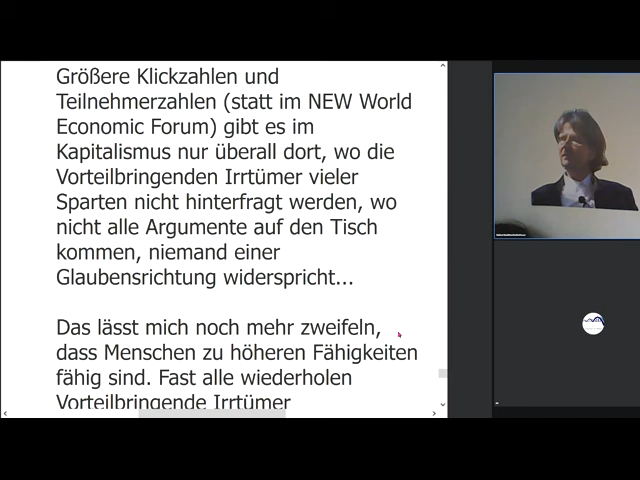 Größere Klickzahlen und
Teilnehmerzahlen (statt im NEW World
Economic Forum) gibt es im
Kapitalismus nur überall dort, wo die
Vorteilbringenden Irrtümer vieler
Sparten nicht hinterfragt werden, wo
nicht alle Argumente auf den Tisch
kommen, niemand einer
Glaubensrichtung widerspricht...
Das lässt mich noch mehr zweifeln,
dass Menschen zu höheren Fähigkeiten
fähig sind. Fast alle wiederholen
Vorteilbringende Irrtümer